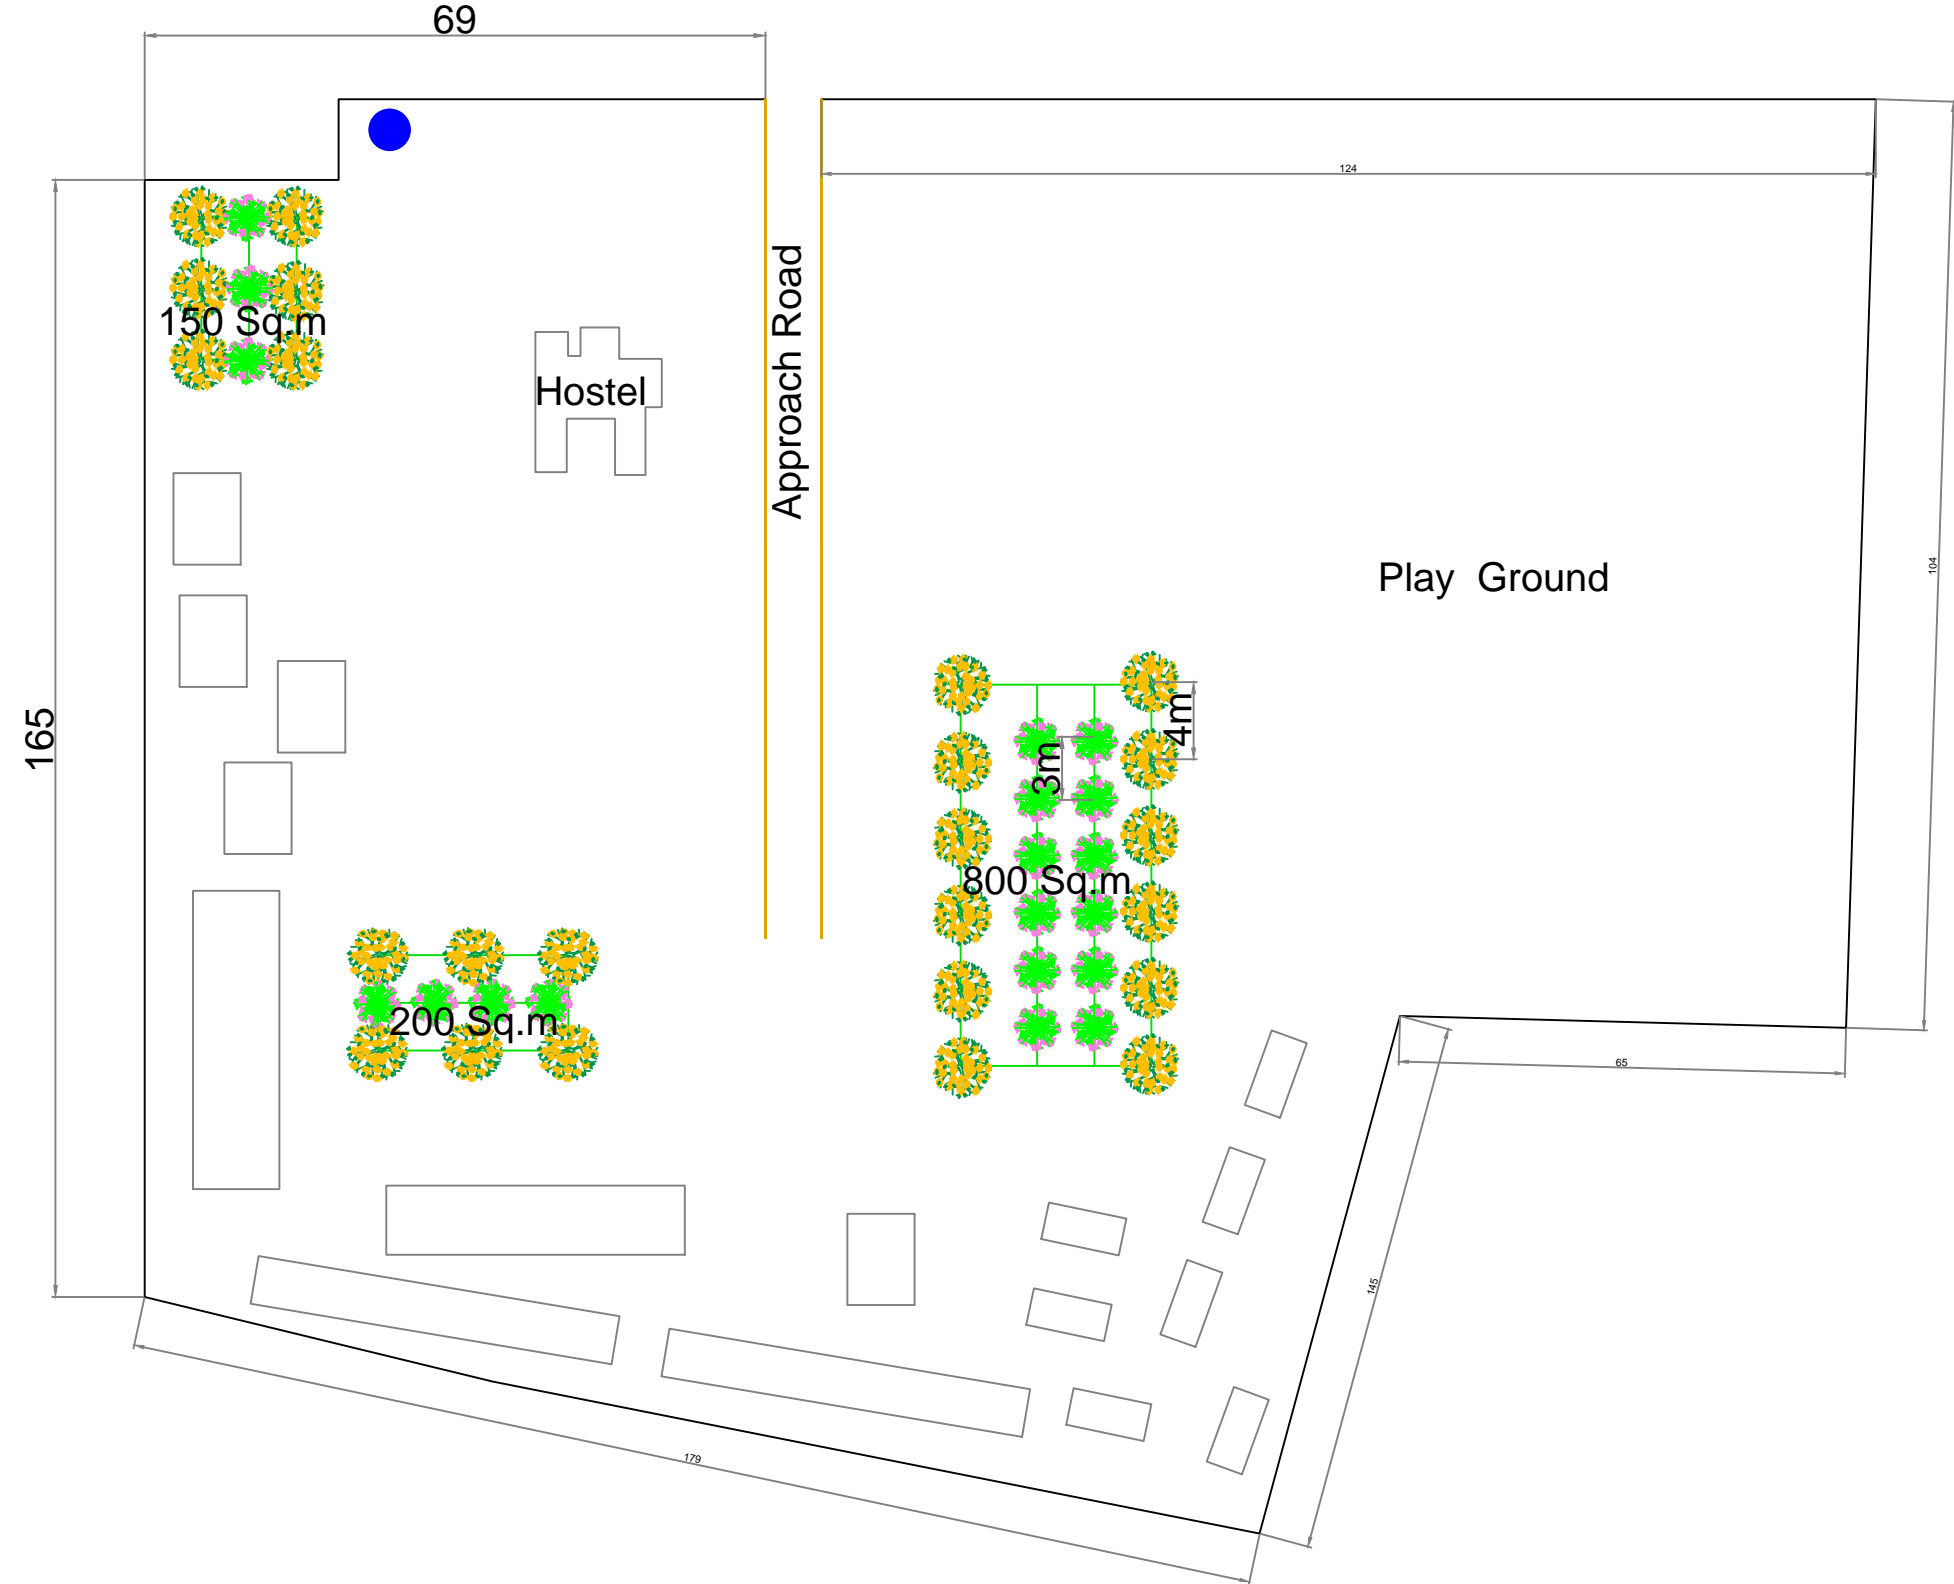 69
124
150 Sq.m
Hostel
Approach Road
Play  Ground
104
165
4m
3m
800 Sq.m
200 Sq.m
65
145
179